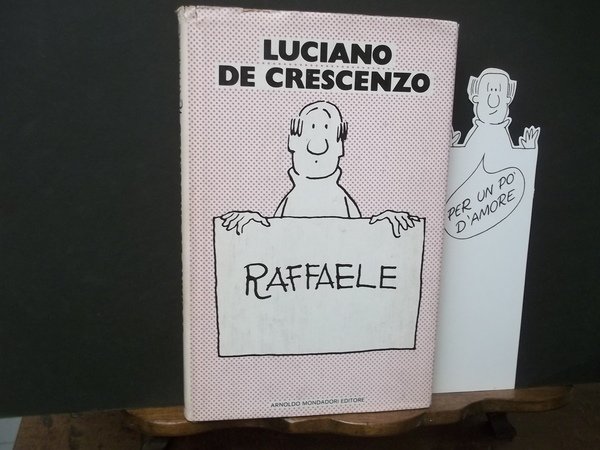 LUCIANO
DE CRESCENZO
RAFFAELE
ARNOLDO MONDADORI EDITORE
PER UN PO'
D'AMORE